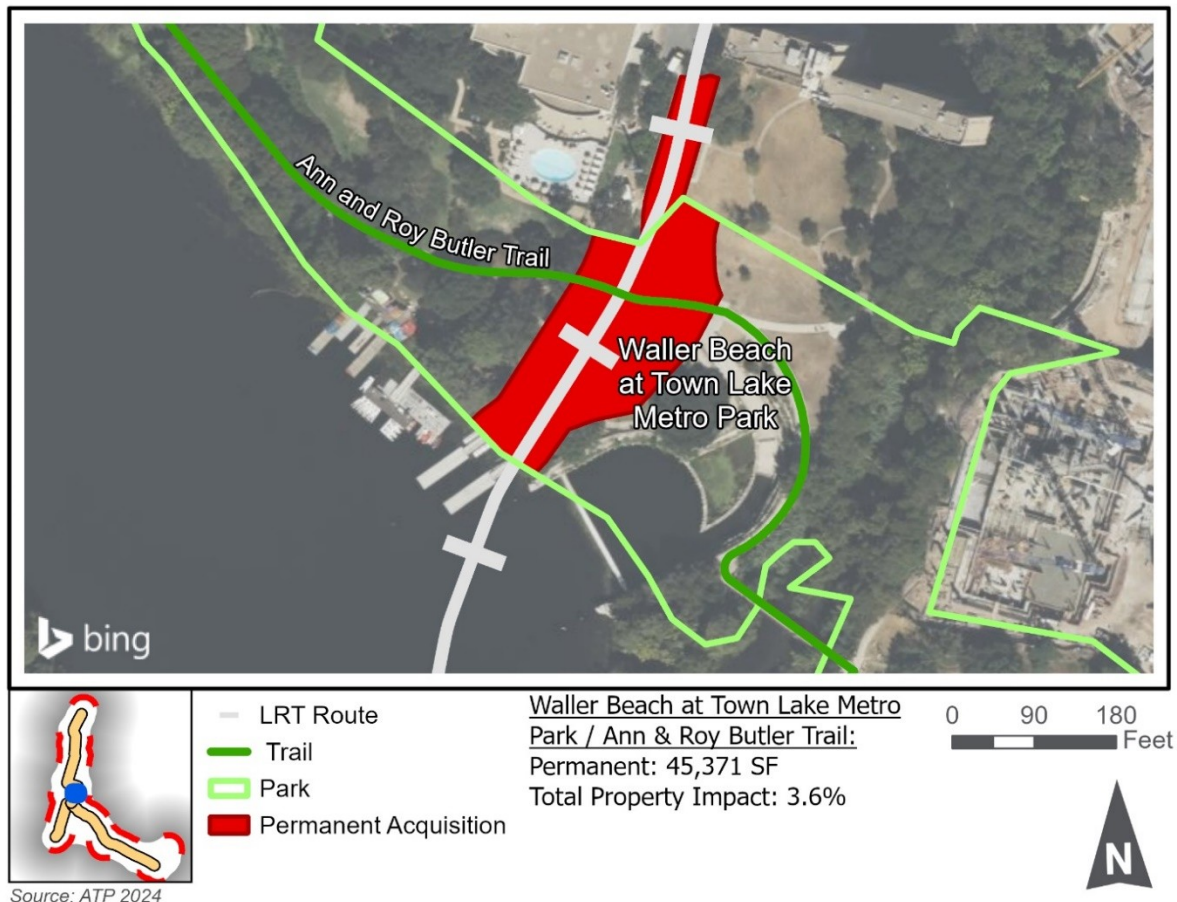 Ann and Roy Butler Trail
Waller Beach
at Town Lake
Metro Park
bing
LRT Route
Trail
Park
Permanent Acquisition
Waller Beach at Town Lake Metro
Park / Ann & Roy Butler Trail:
Permanent: 45,371 SF
Total Property Impact: 3.6%
0 90 180
Feet
N
Source: ATP 2024